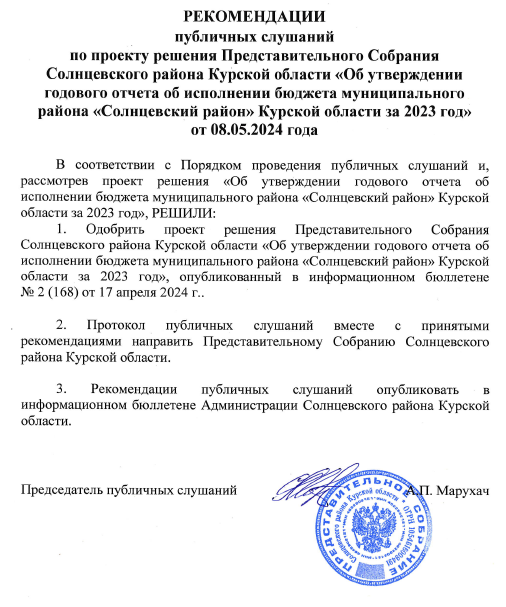 РЕКОМЕНДАЦИИ
публичных слушаний
по проекту решения Представительного Собрания
Солнцевского района Курской области «Об утверждении
годового отчета об исполнении бюджета муниципального
района «Солнцевский район» Курской области за 2023 год»
от 08.05.2024 года
В соответствии с Порядком проведения публичных слушаний и,
рассмотрев проект решения «Об утверждении годового отчета об
исполнении бюджета муниципального района «Солнцевский район» Курской
области за 2023 год», РЕШИЛИ:
1. Одобрить проект решения Представительного Собрания
Солнцевского района Курской области «Об утверждении годового отчета об
исполнении бюджета муниципального района «Солнцевский район» Курской
области за 2023 год», опубликованный в информационном бюллетене
№ 2 (168) от 17 апреля 2024 г..
2. Протокол публичных слушаний вместе с принятыми
рекомендациями направить Представительному Собранию Солнцевского
района Курской области.
3. Рекомендации публичных слушаний опубликовать в
информационном бюллетене Администрации Солнцевского района Курской
области.
Председатель публичных слушаний А.П. Марухач
ПРЕДСТАВИТЕЛЬНОЕ СОБРАНИЕ
Солнцевского района Курской области